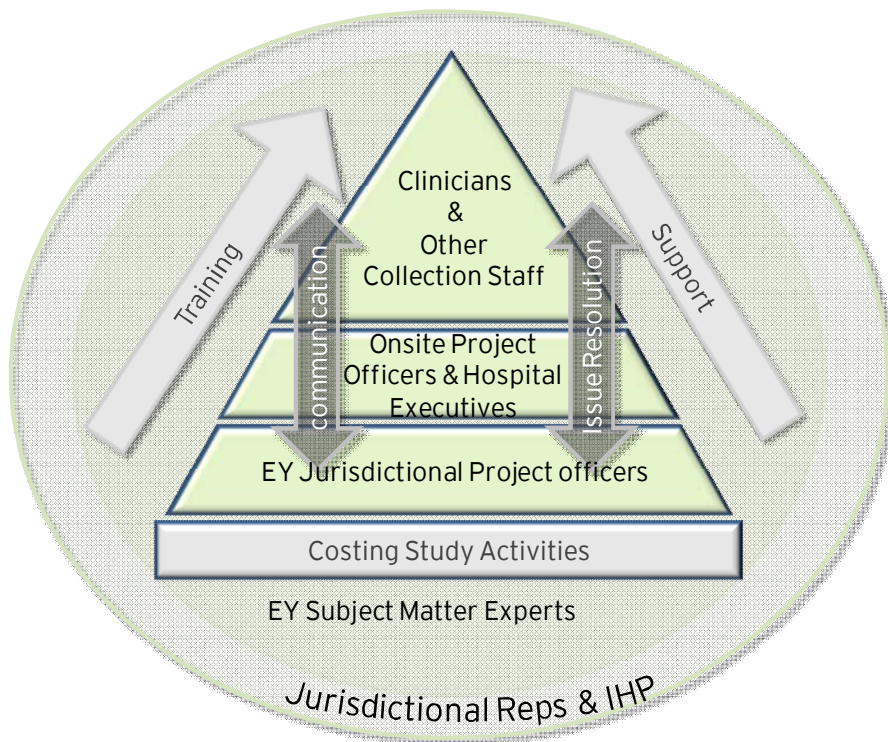 Clinicians
&
Other
Collection Staff
Training
communication
Issue Resolution
Support
Onsite Project
Officers & Hospital
Executives
EY Jurisdictional Project officers
Costing Study Activities
EY Subject Matter Experts
Jurisdictional Reps & IHP